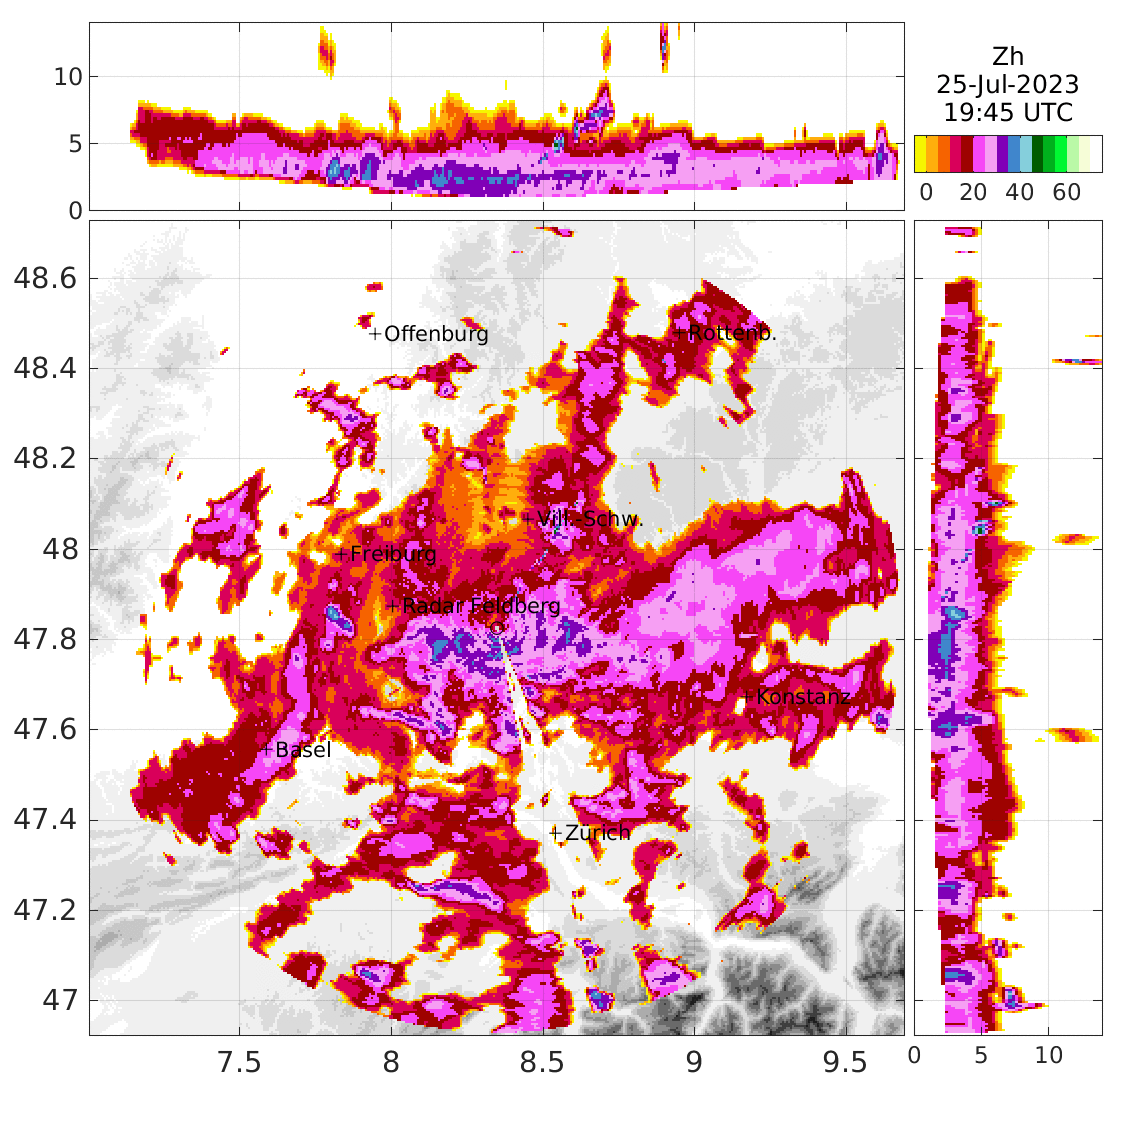 10
5
0
Zh
25-Jul-2023
19:45 UTC
0 20 40 60
48.6
48.4
48.2
48
47.8
47.6
47.4
47.2
47
+Offenburg
+Rottenb.
+Vill.-Schw.
+Freiburg
+Radar Feldberg
+Konstanz
+Basel
+Zürich
7.5 8 8.5 9 9.5
0 5 10